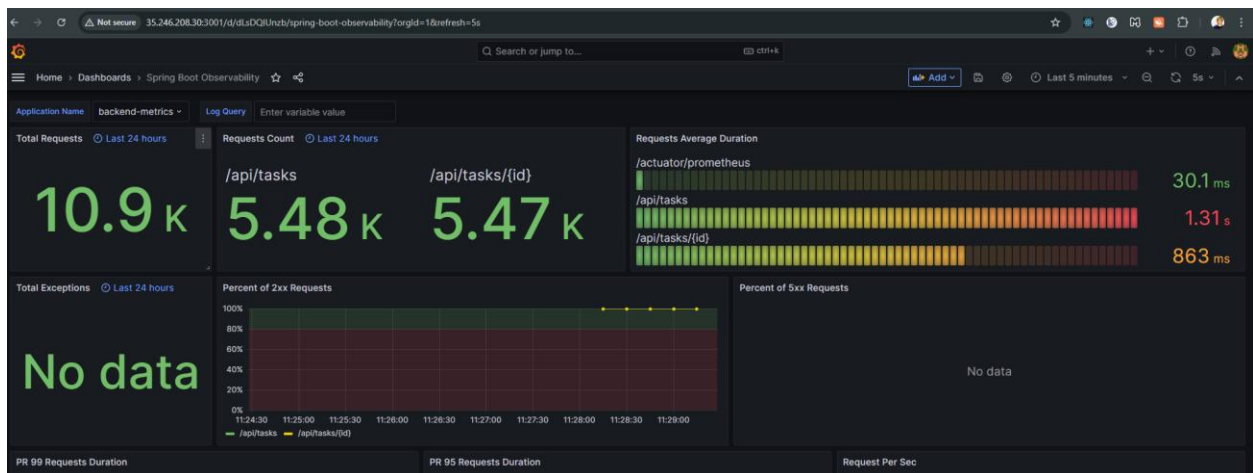 Not secure 35.246.208.30:3001/d/dLsDQIUnzb/spring-boot-observability?orgId=1&refresh=5s
Search or jump to... ctrl+k
Home > Dashboards > Spring Boot Observability
Add Last 5 minutes 5s
Application Name backend-metrics Log Query Enter variable value
Total Requests Last 24 hours
10.9 K
Requests Count Last 24 hours
/api/tasks
5.48 K
/api/tasks/{id}
5.47 K
Requests Average Duration
/actuator/prometheus
30.1 ms
/api/tasks
1.31 s
/api/tasks/{id}
863 ms
Total Exceptions Last 24 hours
No data
Percent of 2xx Requests
100%
80%
60%
40%
20%
0%
11:24:30 11:25:00 11:25:30 11:26:00 11:26:30 11:27:00 11:27:30 11:28:00 11:28:30 11:29:00
/api/tasks /api/tasks/{id}
Percent of 5xx Requests
No data
PR 99 Requests Duration
PR 95 Requests Duration
Request Per Sec